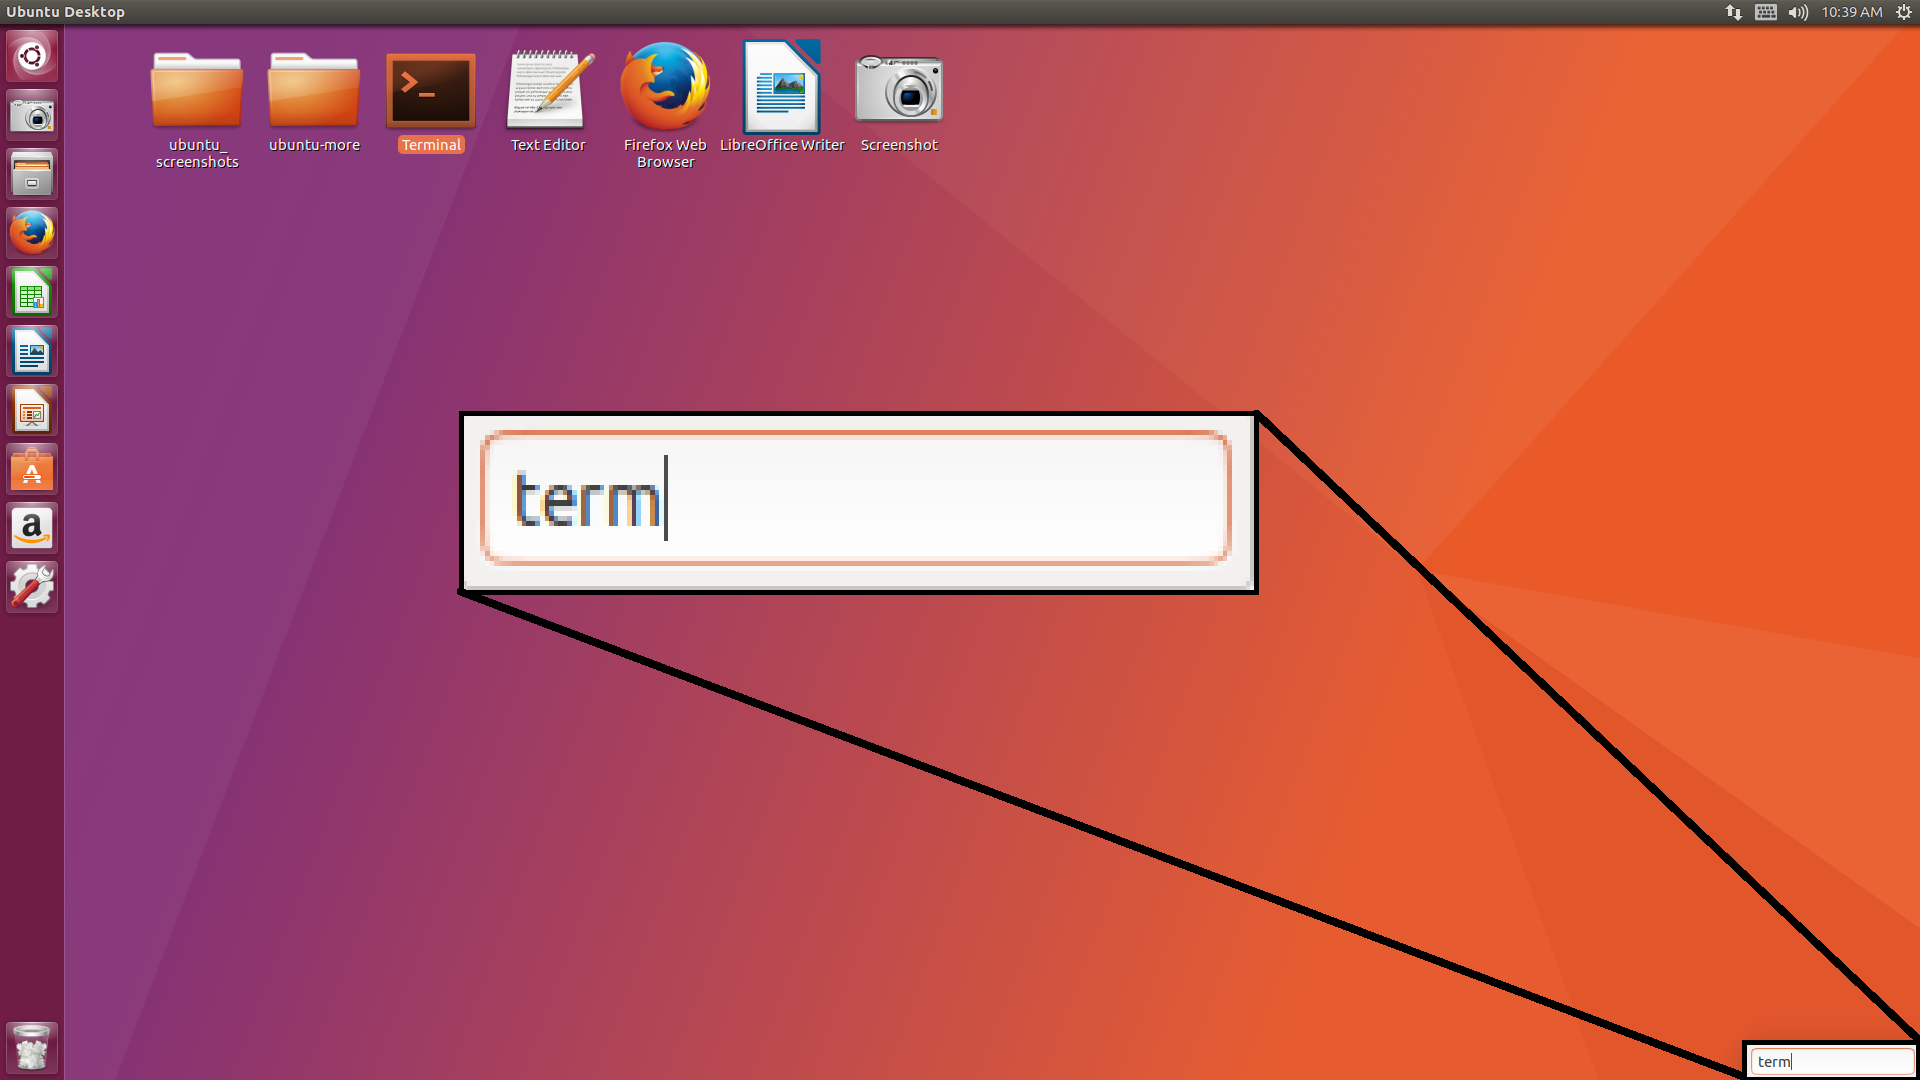 Ubuntu Desktop
10:39 AM
ubuntu_
screenshots
ubuntu-more
Terminal
Text Editor
Firefox Web
Browser
LibreOffice Writer
Screenshot
term
term